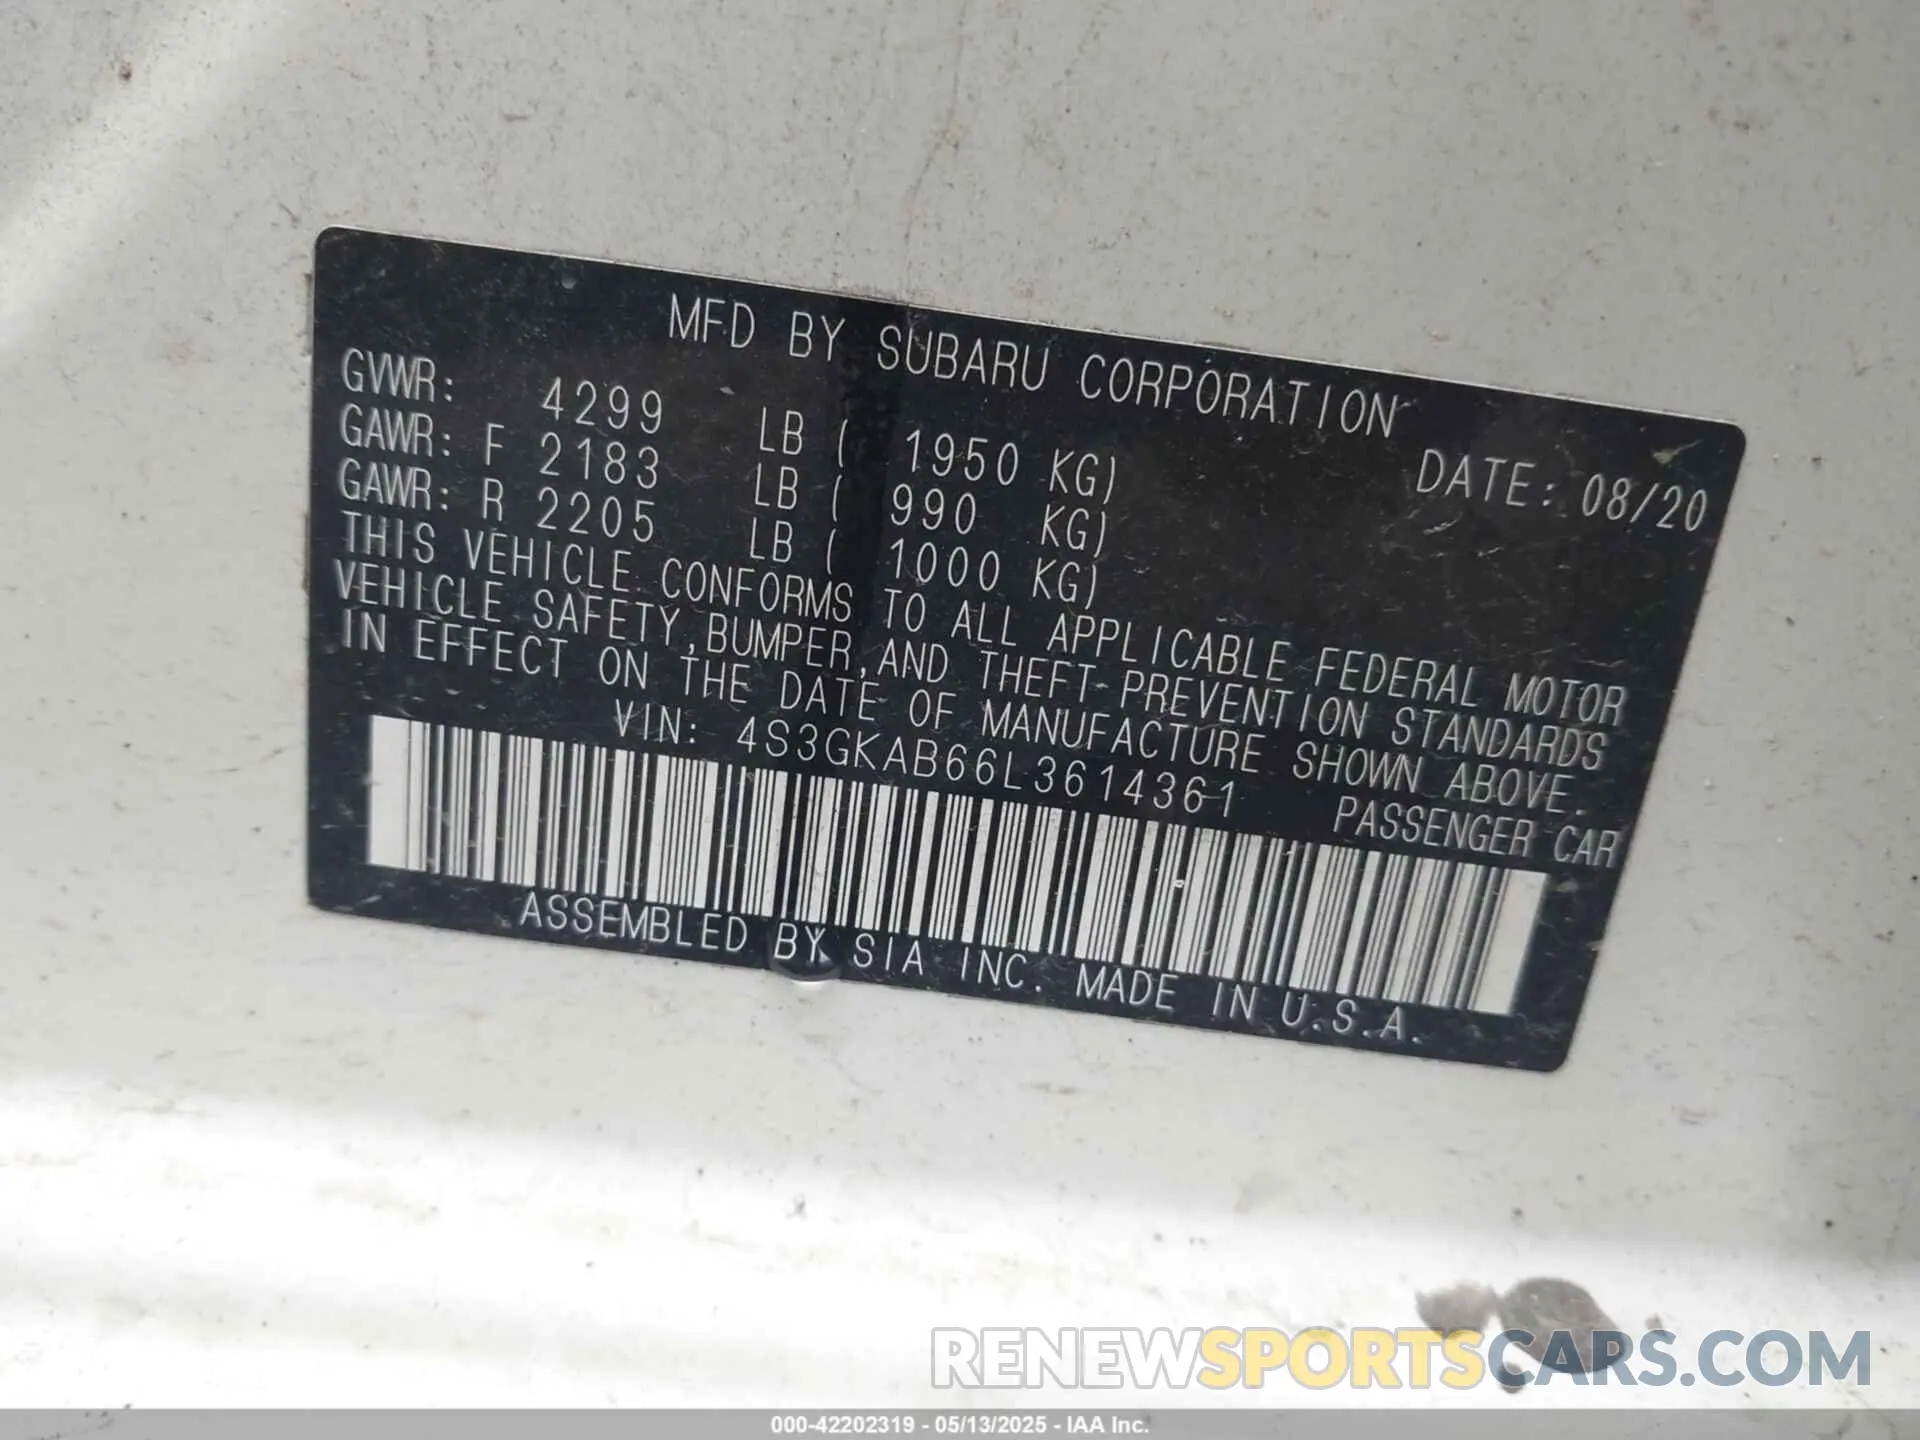 MFD BY SUBARU CORPORATION
GVWR: 4299 LB ( 1950 KG) DATE: 08/20
GAWR: F 2183 LB ( 990 KG)
GAWR: R 2205 LB ( 1000 KG)
THIS VEHICLE CONFORMS TO ALL APPLICABLE FEDERAL MOTOR
VEHICLE SAFETY,BUMPER,AND THEFT PREVENTION STANDARDS
IN EFFECT ON THE DATE OF MANUFACTURE SHOWN ABOVE.
VIN: 4S3GKAB66L3614361 PASSENGER CAR
ASSEMBLED BY SIA INC. MADE IN U.S.A.
RENEWSPORTSCARS.COM
000-42202319 - 05/13/2025 - IAA Inc.